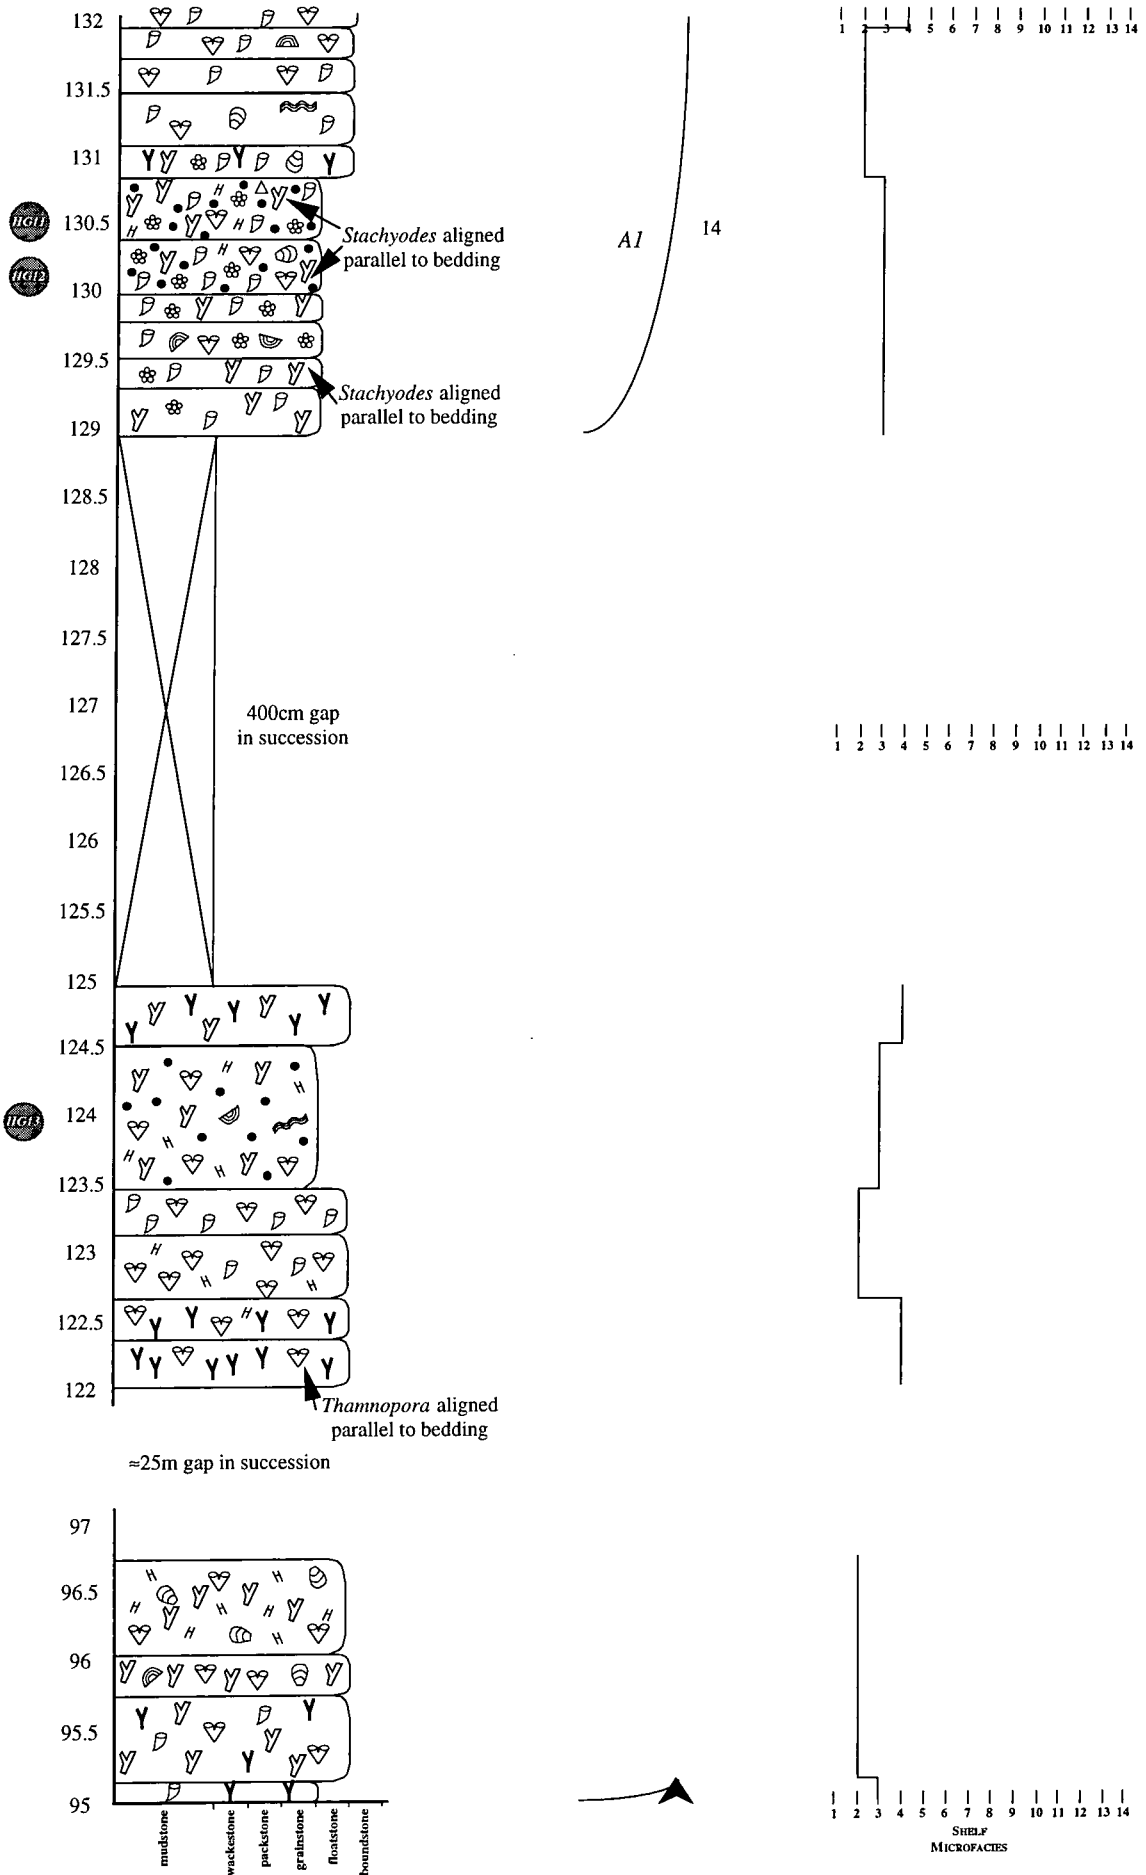 132
1 2 3 4 5 6 7 8 9 10 11 12 13 14
131.5
131
HG11
130.5
Stachyodes aligned
parallel to bedding
A1
14
HG12
130
129.5
Stachyodes aligned
parallel to bedding
129
128.5
128
127.5
127
400cm gap
in succession
1 2 3 4 5 6 7 8 9 10 11 12 13 14
126.5
126
125.5
125
124.5
HG13
124
123.5
123
122.5
122
Thamnopora aligned
parallel to bedding
≈25m gap in succession
97
96.5
96
95.5
95
mudstone
wackestone
packstone
grainstone
floatstone
boundstone
1 2 3 4 5 6 7 8 9 10 11 12 13 14
SHELF
MICROFACIES